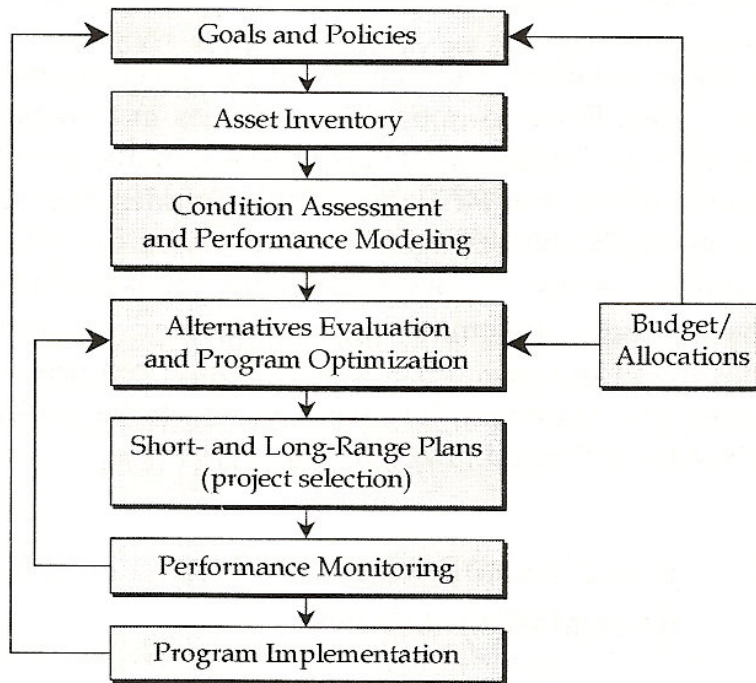 Goals and Policies
Asset Inventory
Condition Assessment
and Performance Modeling
Alternatives Evaluation
and Program Optimization
Budget/
Allocations
Short- and Long-Range Plans
(project selection)
Performance Monitoring
Program Implementation